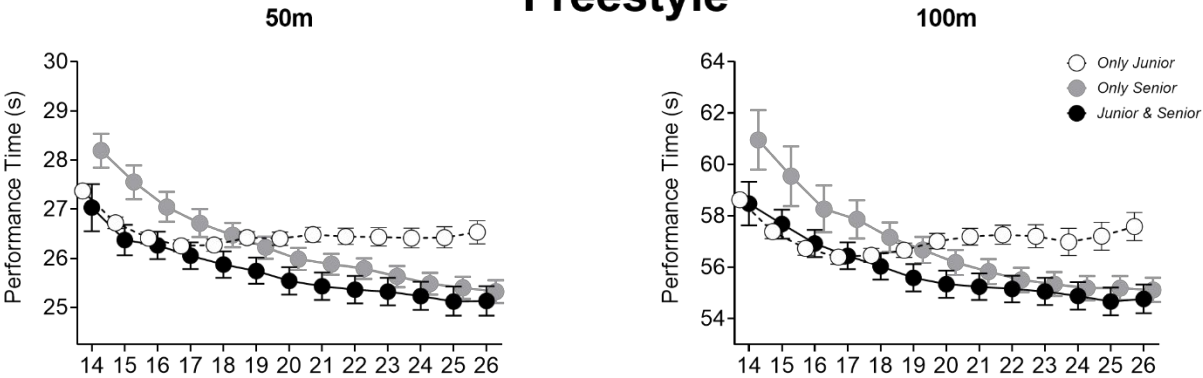 Freestyle
50m
100m
Performance Time (s)
30
29
28
27
26
25
14 15 16 17 18 19 20 21 22 23 24 25 26
Performance Time (s)
64
62
60
58
56
54
14 15 16 17 18 19 20 21 22 23 24 25 26
Only Junior
Only Senior
Junior & Senior